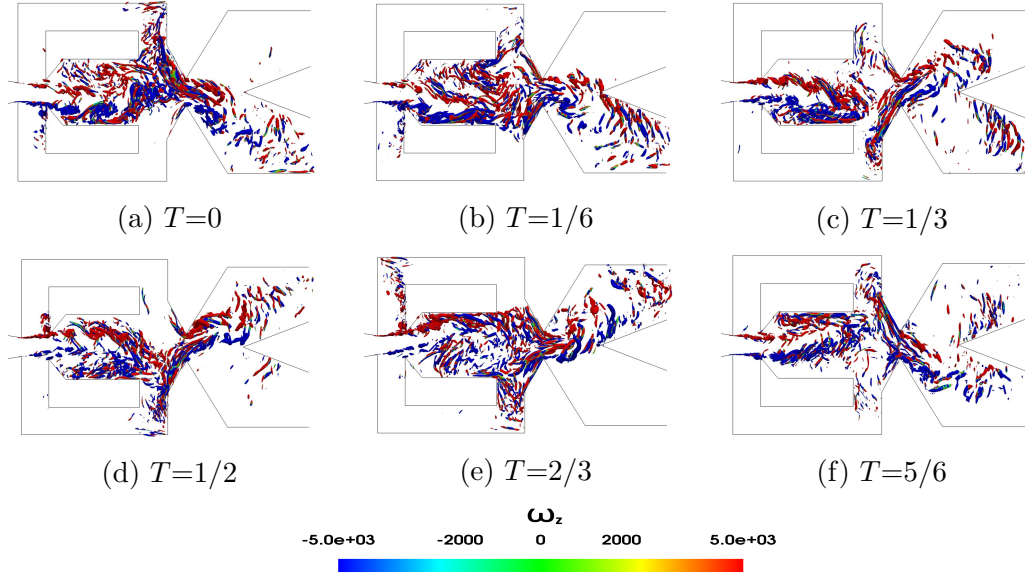 (a) T=0 (b) T=1/6 (c) T=1/3
(d) T=1/2 (e) T=2/3 (f) T=5/6
ω_z
-5.0e+03 -2000 0 2000 5.0e+03